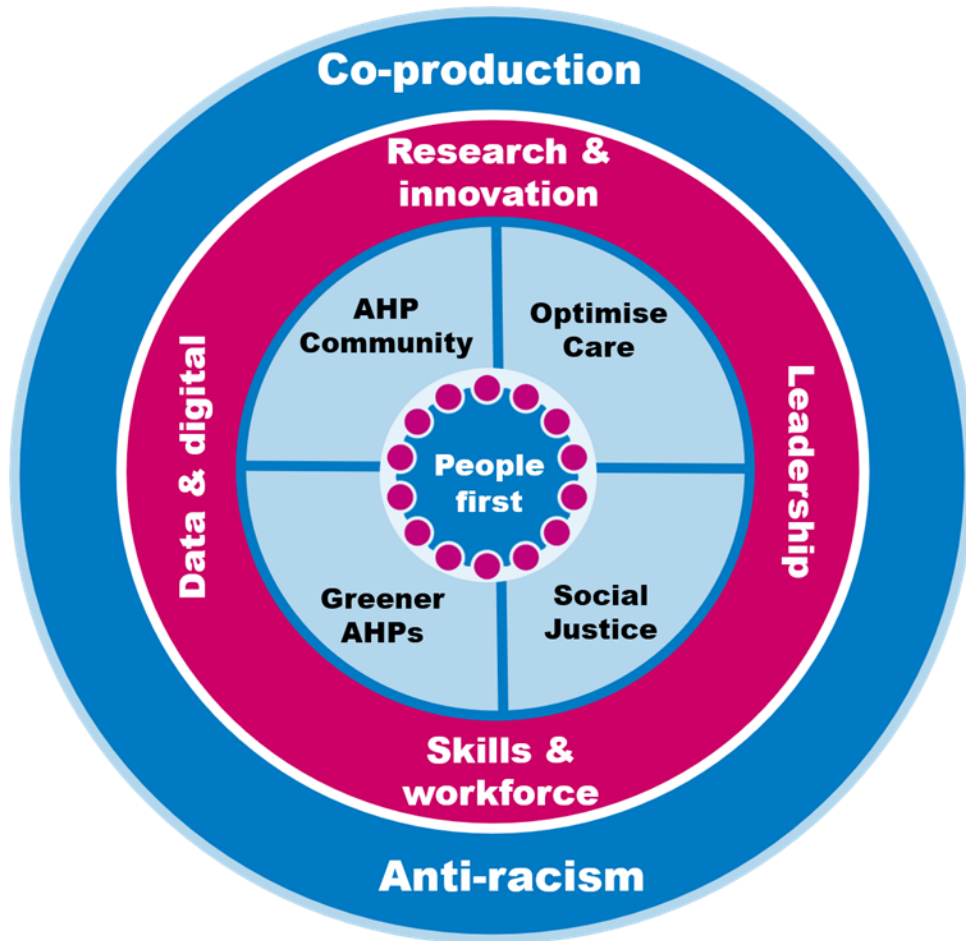 Co-production
Research &
innovation
AHP
Community
Optimise
Care
Data & digital
People
first
Leadership
Greener
AHPs
Social
Justice
Skills &
workforce
Anti-racism